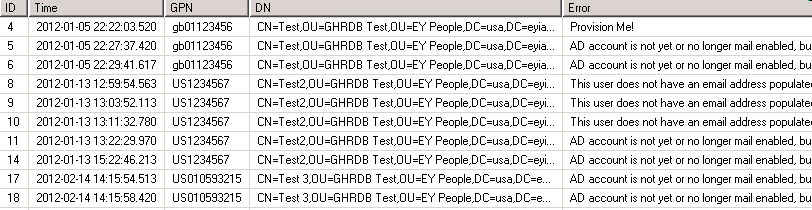 ID Time GPN DN Error
4 2012-01-05 22:22:03.520 gb01123456 CN=Test,OU=GHRDB Test,OU=EY People,DC=usa,DC=eyia... Provision Me!
5 2012-01-05 22:27:37.420 gb01123456 CN=Test,OU=GHRDB Test,OU=EY People,DC=usa,DC=eyia... AD account is not yet or no longer mail enabled, bu
6 2012-01-05 22:29:41.617 gb01123456 CN=Test,OU=GHRDB Test,OU=EY People,DC=usa,DC=eyia... AD account is not yet or no longer mail enabled, bu
8 2012-01-13 12:59:54.563 US1234567 CN=Test2,OU=GHRDB Test,OU=EY People,DC=usa,DC=eyi... This user does not have an email address populated
9 2012-01-13 13:03:52.113 US1234567 CN=Test2,OU=GHRDB Test,OU=EY People,DC=usa,DC=eyi... This user does not have an email address populated
10 2012-01-13 13:11:32.780 US1234567 CN=Test2,OU=GHRDB Test,OU=EY People,DC=usa,DC=eyi... This user does not have an email address populated
11 2012-01-13 13:22:29.970 US1234567 CN=Test2,OU=GHRDB Test,OU=EY People,DC=usa,DC=eyi... AD account is not yet or no longer mail enabled, bu
14 2012-01-13 15:22:46.213 US1234567 CN=Test2,OU=GHRDB Test,OU=EY People,DC=usa,DC=eyi... AD account is not yet or no longer mail enabled, bu
17 2012-02-14 14:15:54.513 US010593215 CN=Test 3,OU=GHRDB Test,OU=EY People,DC=usa,DC=e... AD account is not yet or no longer mail enabled, bu
18 2012-02-14 14:15:58.420 US010593215 CN=Test 3,OU=GHRDB Test,OU=EY People,DC=usa,DC=e... AD account is not yet or no longer mail enabled, bu